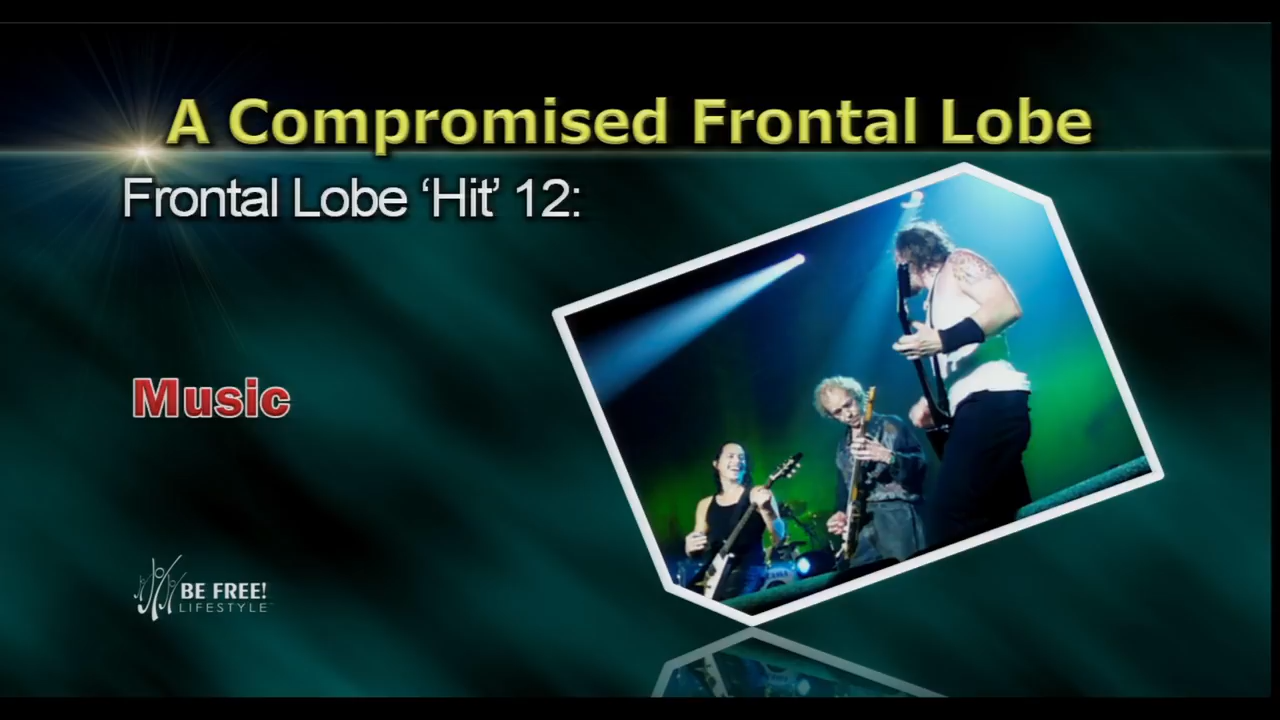 A Compromised Frontal Lobe
Frontal Lobe ‘Hit’ 12:
Music
BE FREE!
LIFESTYLE